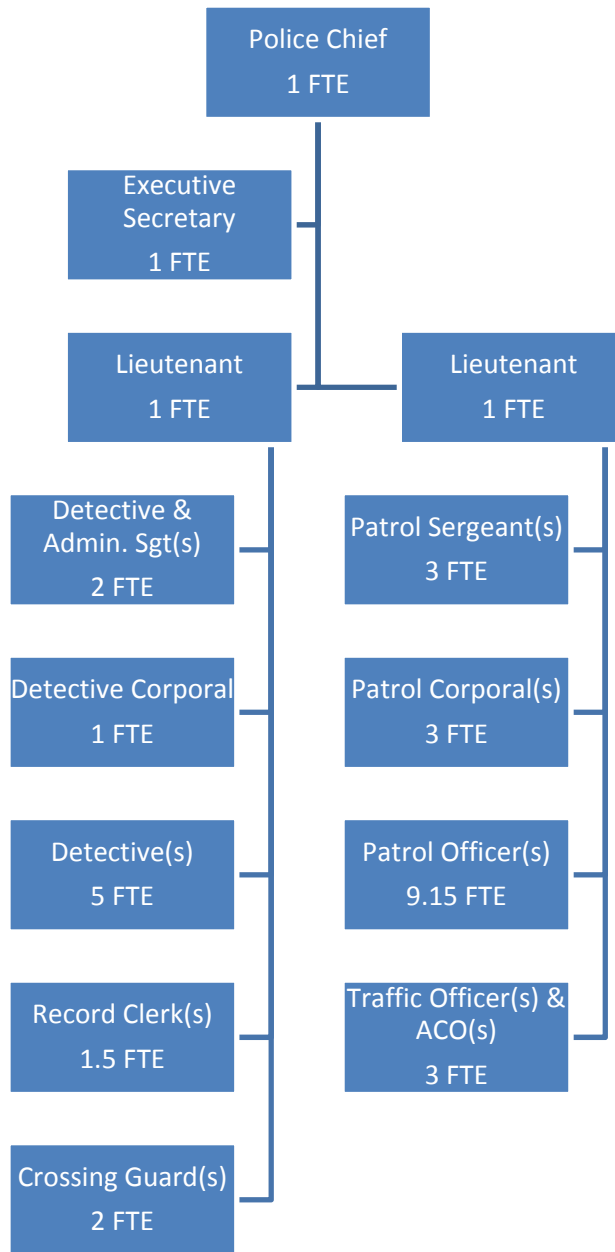 Police Chief
1 FTE
Executive
Secretary
1 FTE
Lieutenant
1 FTE
Lieutenant
1 FTE
Detective &
Admin. Sgt(s)
2 FTE
Patrol Sergeant(s)
3 FTE
Detective Corporal
1 FTE
Patrol Corporal(s)
3 FTE
Detective(s)
5 FTE
Patrol Officer(s)
9.15 FTE
Record Clerk(s)
1.5 FTE
Traffic Officer(s) &
ACO(s)
3 FTE
Crossing Guard(s)
2 FTE